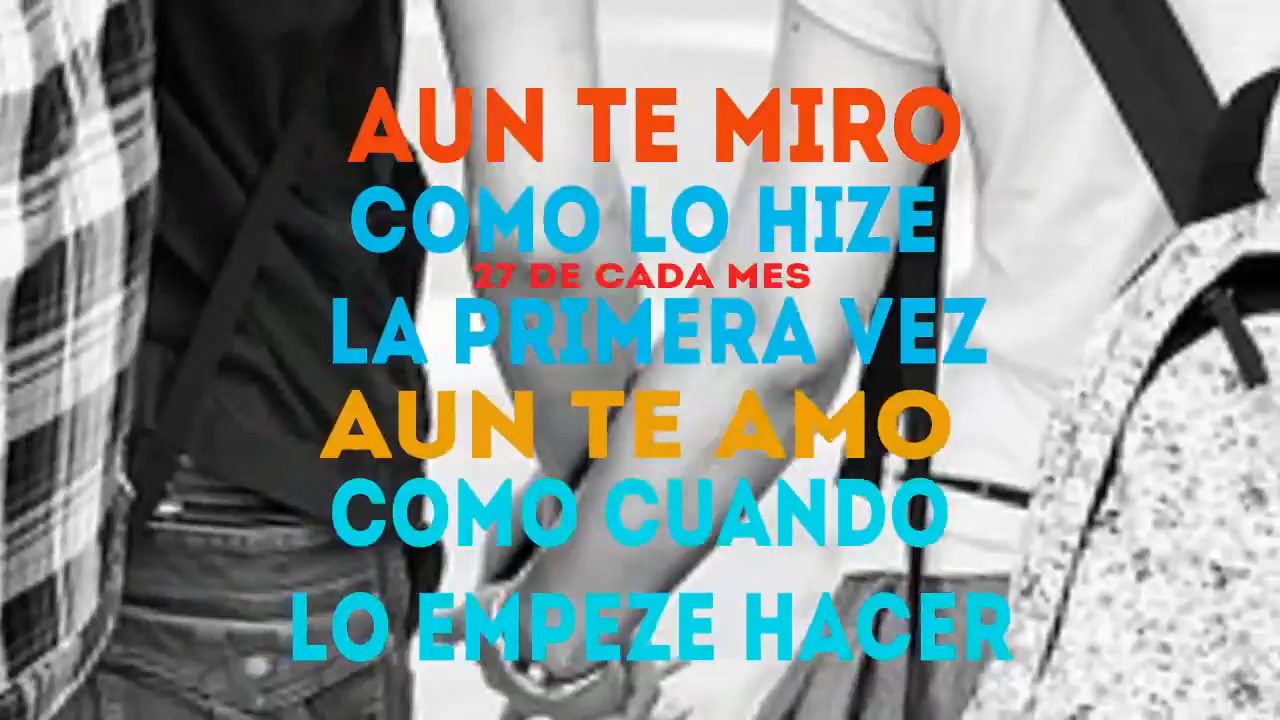 AUN TE MIRO
COMO LO HIZE
27 DE CADA MES
LA PRIMERA VEZ
AUN TE AMO
COMO CUANDO
LO EMPEZE HACER